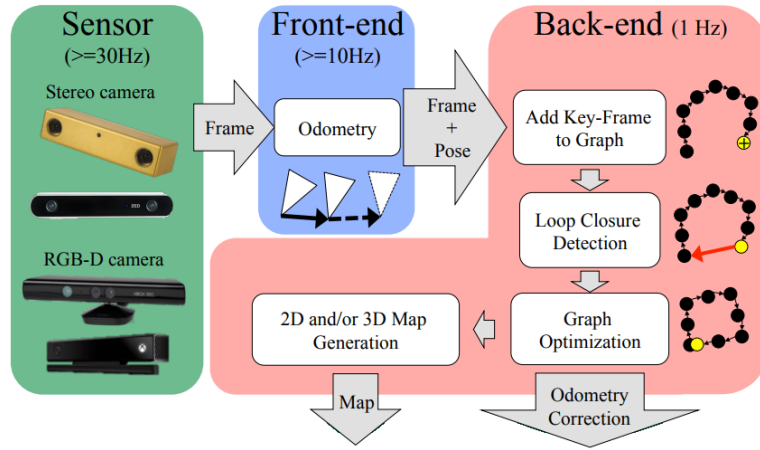 Sensor
(>=30Hz)
Stereo camera
RGB-D camera
Frame
Front-end
(>=10Hz)
Odometry
Frame
+
Pose
Back-end (1 Hz)
Add Key-Frame
to Graph
Loop Closure
Detection
Graph
Optimization
2D and/or 3D Map
Generation
Map
Odometry
Correction